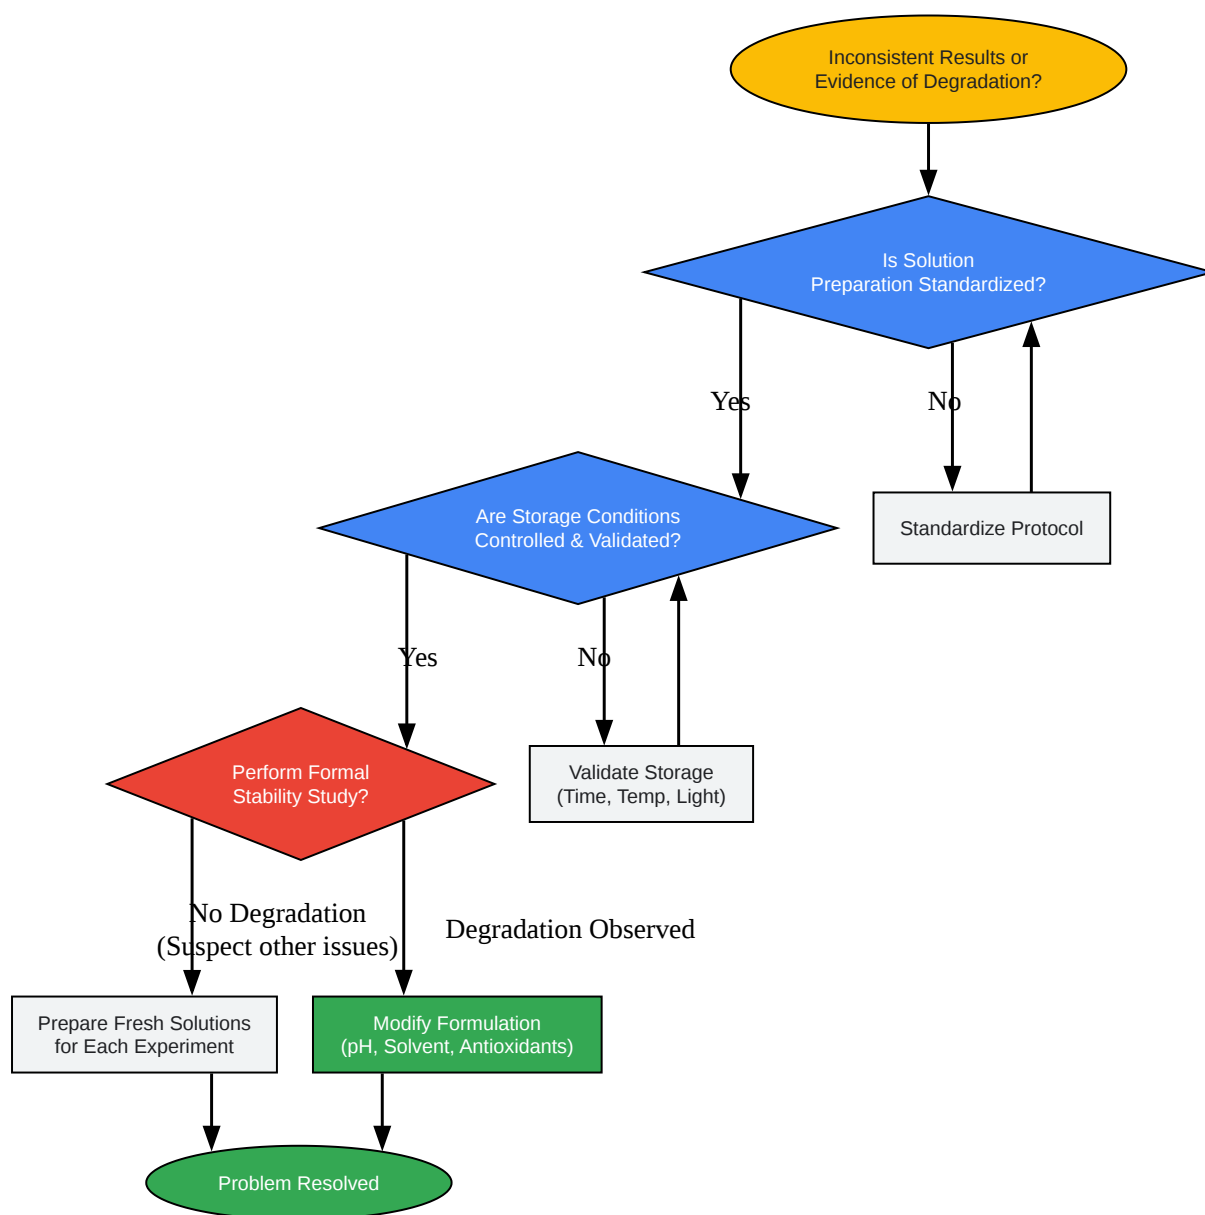 Inconsistent Results or
Evidence of Degradation?
Is Solution
Preparation Standardized?
Yes
No
Are Storage Conditions
Controlled & Validated?
Standardize Protocol
Yes
No
Perform Formal
Stability Study?
Validate Storage
(Time, Temp, Light)
No Degradation
(Suspect other issues)
Degradation Observed
Prepare Fresh Solutions
for Each Experiment
Modify Formulation
(pH, Solvent, Antioxidants)
Problem Resolved